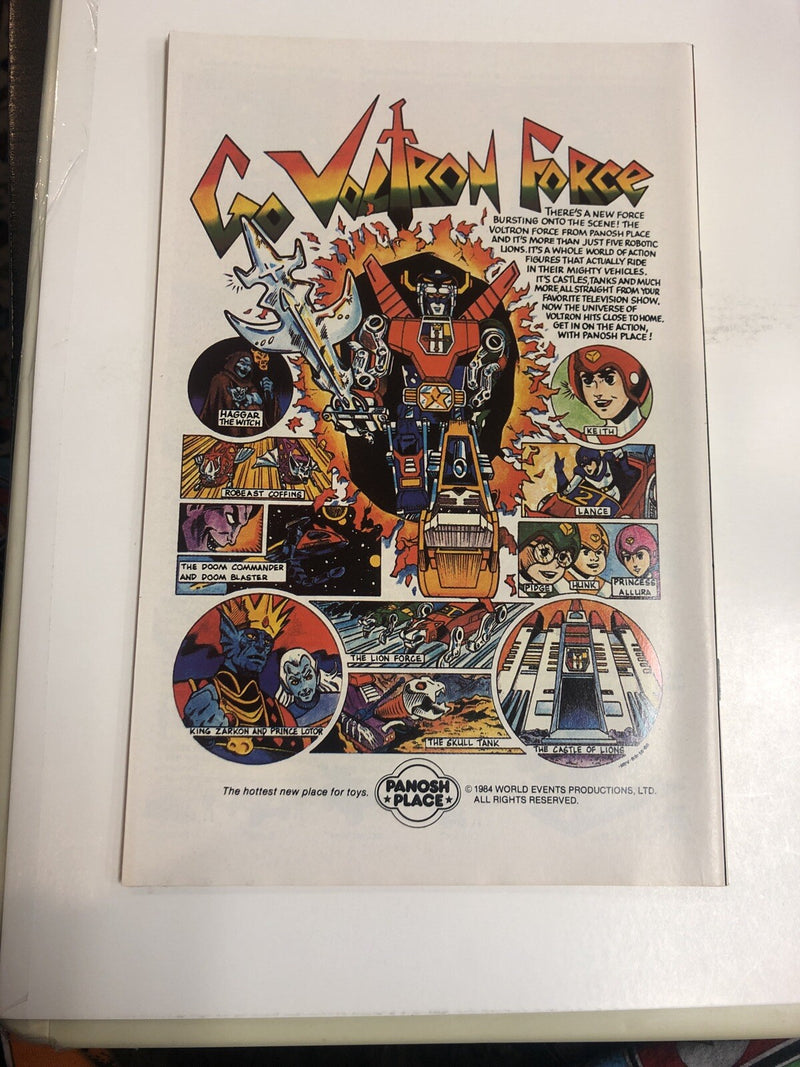 Go Voltron Force
THERE'S A NEW FORCE
BURSTING ONTO THE SCENE! THE
VOLTRON FORCE FROM PANOSH PLACE
AND IT'S MORE THAN JUST FIVE ROBOTIC
LIONS. IT'S A WHOLE WORLD OF ACTION
FIGURES THAT ACTUALLY RIDE
IN THEIR MIGHTY VEHICLES.
IT'S CASTLES, TANKS AND MUCH
MORE, ALL STRAIGHT FROM YOUR
FAVORITE TELEVISION SHOW.
NOW THE UNIVERSE OF
VOLTRON HITS CLOSE TO HOME.
GET IN ON THE ACTION,
WITH PANOSH PLACE!
HAGGAR
THE WITCH
KEITH
ROBEAST COFFINS
21
LANCE
THE DOOM COMMANDER
AND DOOM BLASTER
PIDGE
HUNK
PRINCESS
ALLURA
KING ZARKON AND PRINCE LOTOR
THE LION FORCE
THE SKULL TANK
THE CASTLE OF LIONS
The hottest new place for toys.
PANOSH
PLACE
© 1984 WORLD EVENTS PRODUCTIONS, LTD.
ALL RIGHTS RESERVED.